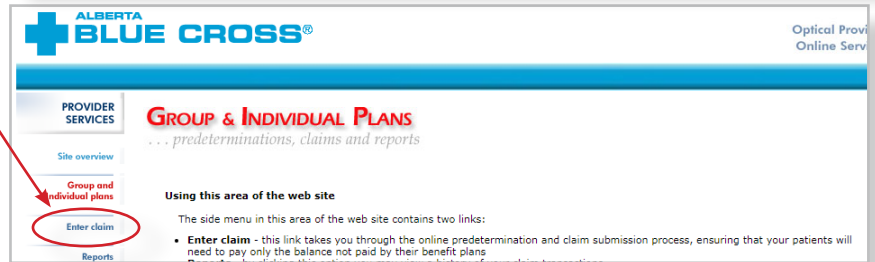 ALBERTA
BLUE CROSS®
Optical Provi
Online Serv
PROVIDER
SERVICES
Site overview
Group and
individual plans
Enter claim
Reports
GROUP & INDIVIDUAL PLANS
. . . predeterminations, claims and reports
Using this area of the web site
The side menu in this area of the web site contains two links:
• Enter claim - this link takes you through the online predetermination and claim submission process, ensuring that your patients will
need to pay only the balance not paid by their benefit plans